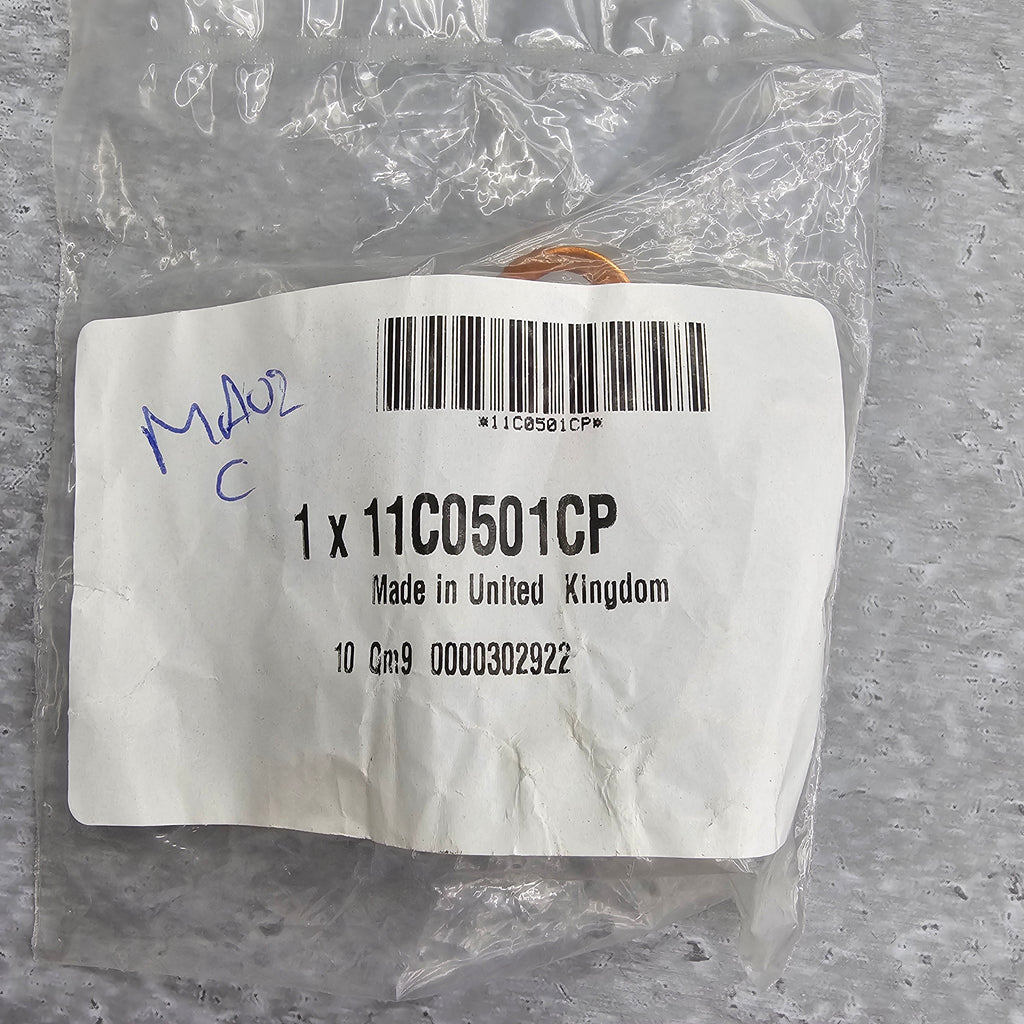 *11C0501CP*
MA02
C
1 x 11C0501CP
Made in United Kingdom
10 Qm9 0000302922